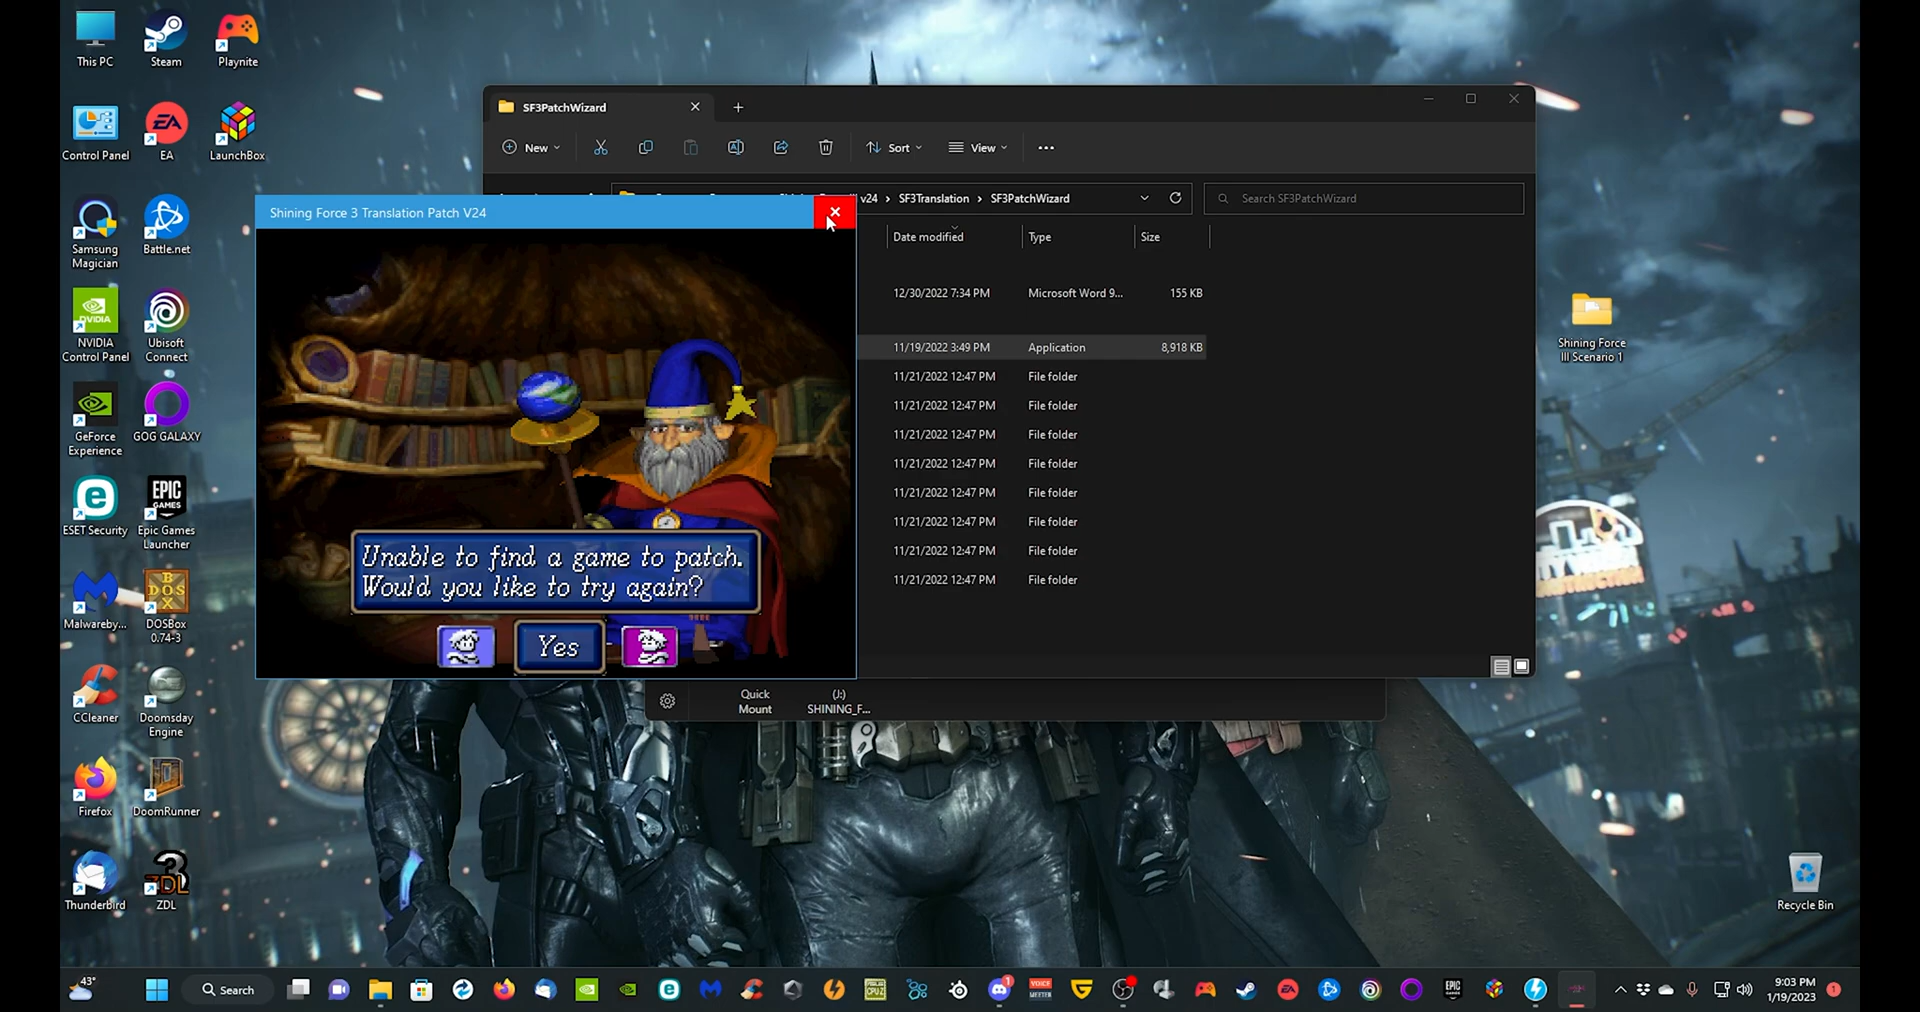 This PC
Steam
Playnite
Control Panel
EA
LaunchBox
Samsung
Magician
Battle.net
NVIDIA
Control Panel
Ubisoft
Connect
GeForce
Experience
GOG GALAXY
ESET Security
Epic Games
Launcher
Malwareby...
DOSBox
0.74-3
CCleaner
Doomsday
Engine
Firefox
DoomRunner
Thunderbird
ZDL
SF3PatchWizard
New
Sort
View
v24 › SF3Translation › SF3PatchWizard
Search SF3PatchWizard
Date modified
Type
Size
12/30/2022 7:34 PM Microsoft Word 9... 155 KB
11/19/2022 3:49 PM Application 8,918 KB
11/21/2022 12:47 PM File folder
11/21/2022 12:47 PM File folder
11/21/2022 12:47 PM File folder
11/21/2022 12:47 PM File folder
11/21/2022 12:47 PM File folder
11/21/2022 12:47 PM File folder
11/21/2022 12:47 PM File folder
11/21/2022 12:47 PM File folder
Shining Force 3 Translation Patch V24
Unable to find a game to patch.
Would you like to try again?
Yes
Quick
Mount
(J:)
SHINING_F...
Shining Force
III Scenario 1
Recycle Bin
43°
Search
9:03 PM
1/19/2023